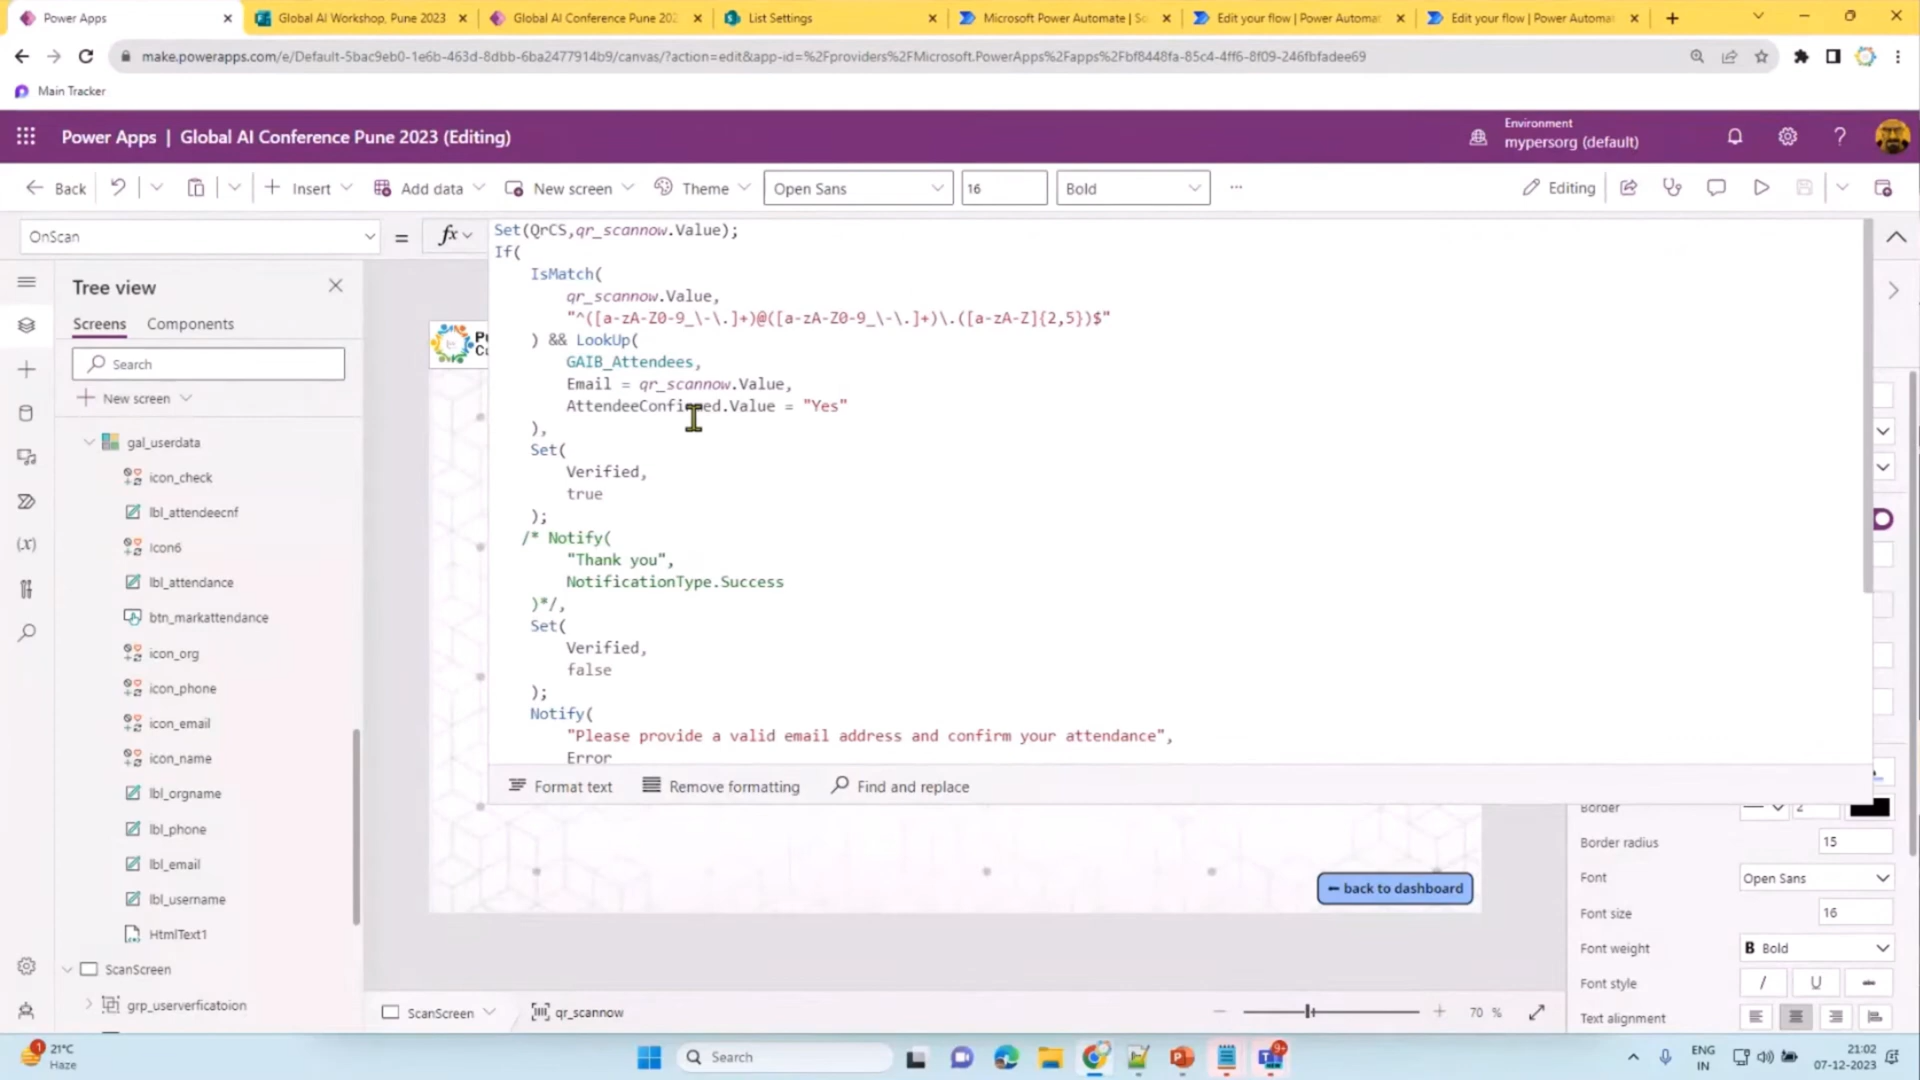 Power Apps
Global AI Workshop, Pune 2023
Global AI Conference Pune 202
List Settings
Microsoft Power Automate | So
Edit your flow | Power Automat
Edit your flow | Power Automat
make.powerapps.com/e/Default-5bac9eb0-1e6b-463d-8dbb-6ba2477914b9/canvas/?action=edit&app-id=%2Fproviders%2FMicrosoft.PowerApps%2Fapps%2Fbf8448fa-85c4-4ff6-8f09-246fbfadee69
Main Tracker
Power Apps | Global AI Conference Pune 2023 (Editing)
Environment
mypersorg (default)
Back
Insert
Add data
New screen
Theme
Open Sans
16
Bold
Editing
OnScan
=
fx
Set(QrCS,qr_scannow.Value);
If(
IsMatch(
qr_scannow.Value,
"^([a-zA-Z0-9_\-\.]+)@([a-zA-Z0-9_\-\.]+)\.([a-zA-Z]{2,5})$"
) && LookUp(
GAIB_Attendees,
Email = qr_scannow.Value,
AttendeeConfirmed.Value = "Yes"
),
Set(
Verified,
true
);
/* Notify(
"Thank you",
NotificationType.Success
)*/,
Set(
Verified,
false
);
Notify(
"Please provide a valid email address and confirm your attendance",
Error
Format text
Remove formatting
Find and replace
Tree view
Screens
Components
Search
New screen
gal_userdata
icon_check
lbl_attendeecnf
Icon6
lbl_attendance
btn_markattendance
icon_org
icon_phone
icon_email
icon_name
lbl_orgname
lbl_phone
lbl_email
lbl_username
HtmlText1
ScanScreen
grp_userverficatoion
back to dashboard
Border
2
Border radius
15
Font
Open Sans
Font size
16
Font weight
B Bold
Font style
/
U
Text alignment
ScanScreen
qr_scannow
70 %
1
21°C
Haze
Search
9+
ENG
IN
21:02
07-12-2023